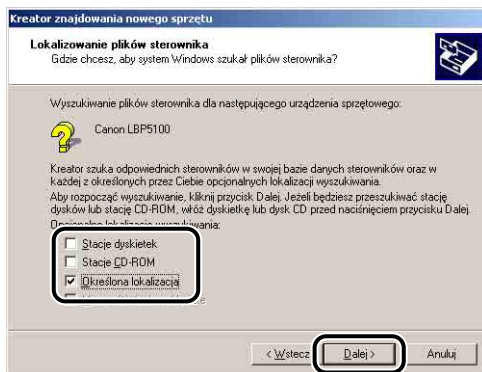 Kreator znajdowania nowego sprzętu
Lokalizowanie plików sterownika
Gdzie chcesz, aby system Windows szukał plików sterownika?
Wyszukiwanie plików sterownika dla następującego urządzenia sprzętowego:
Canon LBP5100
Kreator szuka odpowiednich sterowników w swojej bazie danych sterowników oraz w
każdej z określonych przez Ciebie opcjonalnych lokalizacji wyszukiwania.
Aby rozpocząć wyszukiwanie, kliknij przycisk Dalej. Jeżeli będziesz przeszukiwać stację
dysków lub stację CD-ROM, włóż dyskietkę lub dysk CD przed naciśnięciem przycisku Dalej.
Opcjonalne lokalizacje wyszukiwania:
Stacje dyskietek
Stacje CD-ROM
Określona lokalizacja
< Wstecz
Dalej >
Anuluj